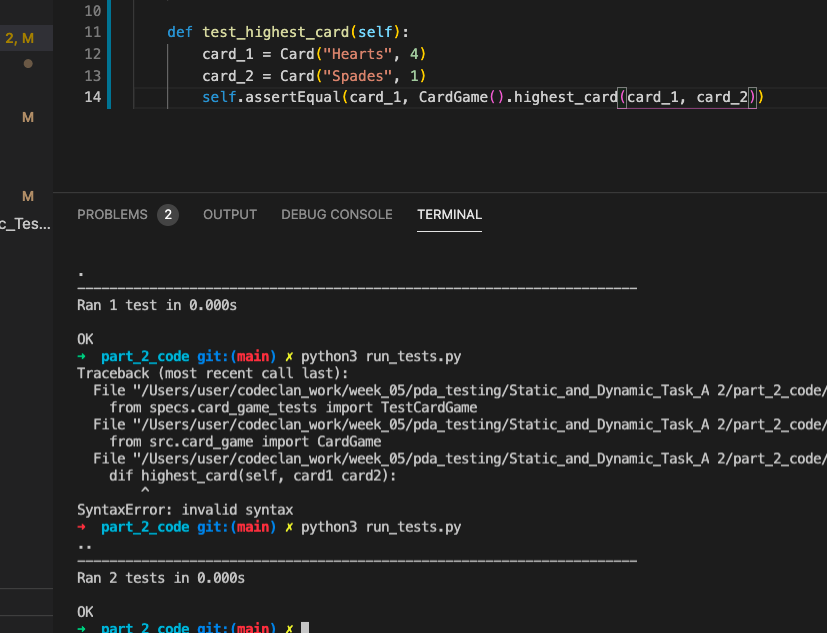 10
11 def test_highest_card(self):
12 card_1 = Card("Hearts", 4)
13 card_2 = Card("Spades", 1)
14 self.assertEqual(card_1, CardGame().highest_card(card_1, card_2))
2, M
M
M
c_Tes...
PROBLEMS 2 OUTPUT DEBUG CONSOLE TERMINAL
.
----------------------------------------------------------------------
Ran 1 test in 0.000s
OK
→ part_2_code git:(main) ✗ python3 run_tests.py
Traceback (most recent call last):
File "/Users/user/codeclan_work/week_05/pda_testing/Static_and_Dynamic_Task_A 2/part_2_code/
from specs.card_game_tests import TestCardGame
File "/Users/user/codeclan_work/week_05/pda_testing/Static_and_Dynamic_Task_A 2/part_2_code/
from src.card_game import CardGame
File "/Users/user/codeclan_work/week_05/pda_testing/Static_and_Dynamic_Task_A 2/part_2_code/
dif highest_card(self, card1 card2):
^
SyntaxError: invalid syntax
→ part_2_code git:(main) ✗ python3 run_tests.py
..
----------------------------------------------------------------------
Ran 2 tests in 0.000s
OK
→ part_2_code git:(main) ✗